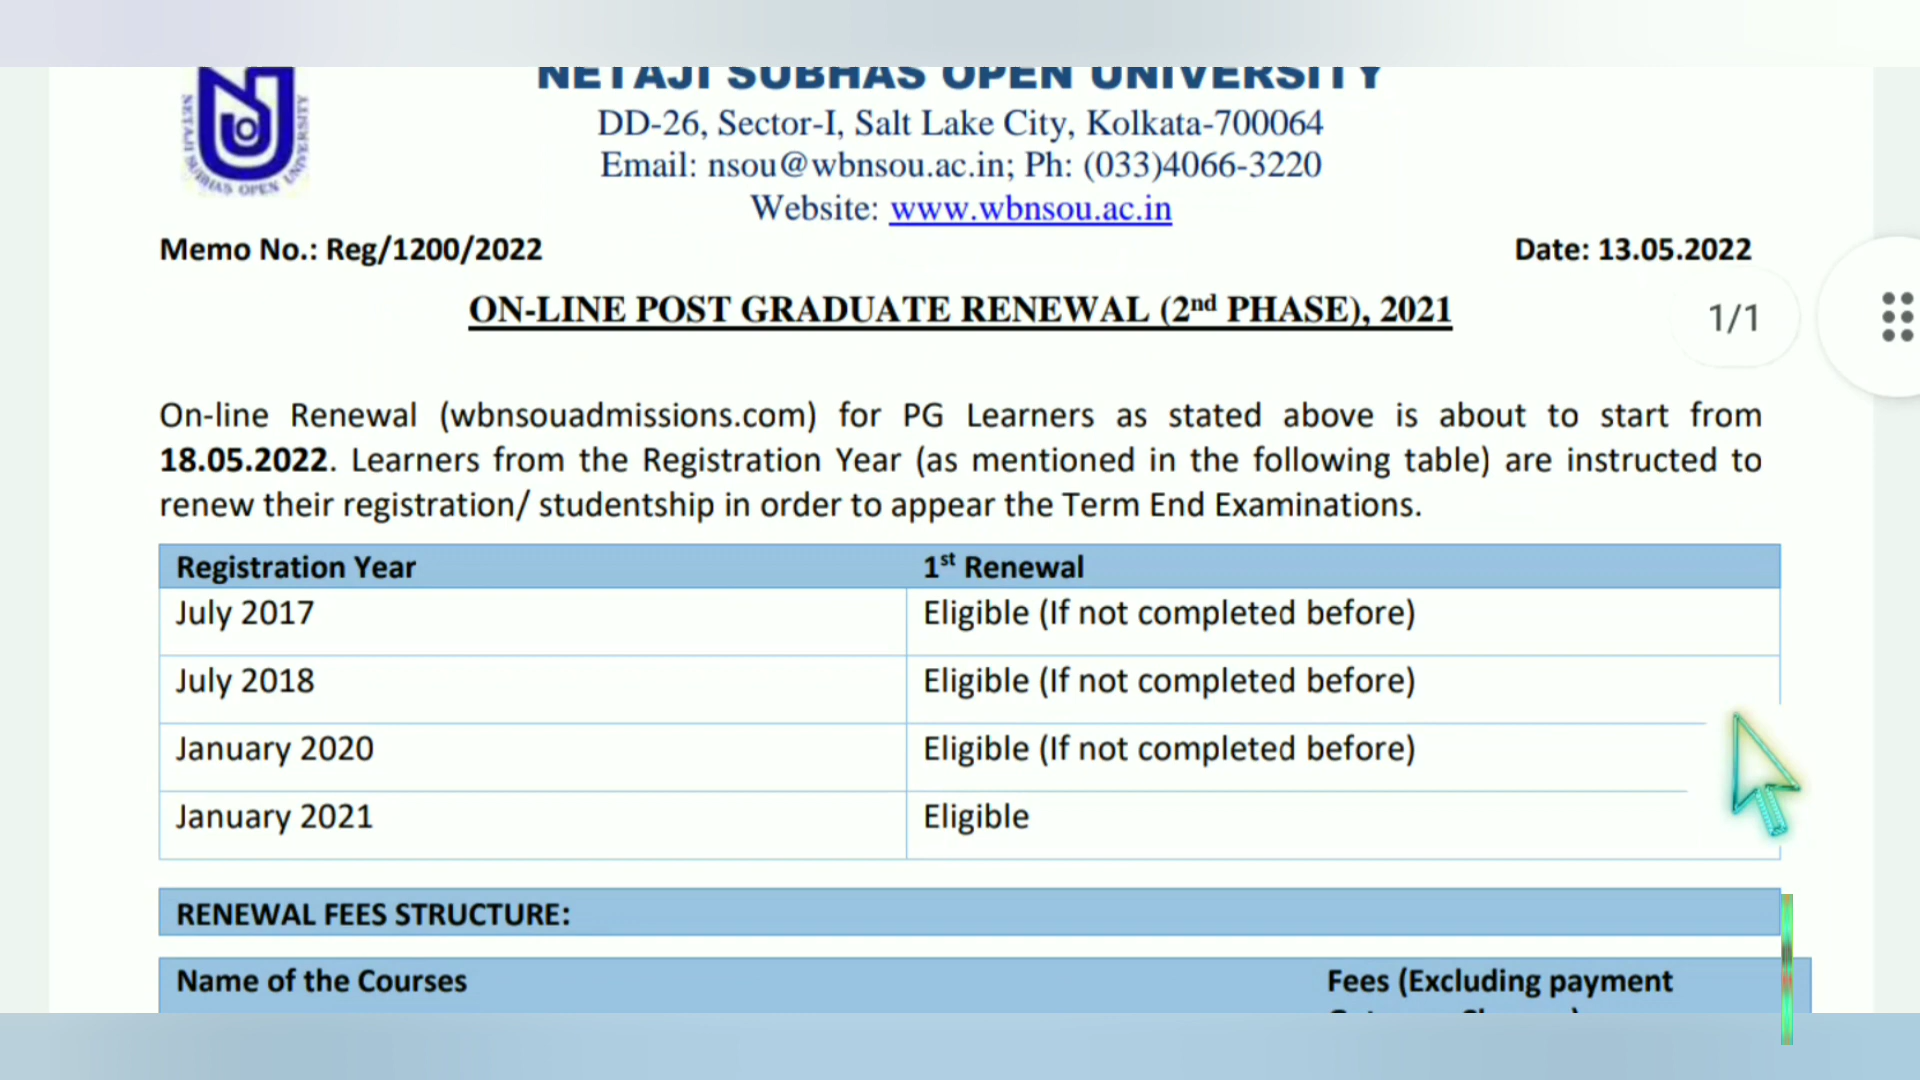 NETAJI SUBHAS OPEN UNIVERSITY
DD-26, Sector-I, Salt Lake City, Kolkata-700064
Email: nsou@wbnsou.ac.in; Ph: (033)4066-3220
Website: www.wbnsou.ac.in
NETAJI SUBHAS OPEN UNIVERSITY
Memo No.: Reg/1200/2022 Date: 13.05.2022
ON-LINE POST GRADUATE RENEWAL (2nd PHASE), 2021
1/1
On-line Renewal (wbnsouadmissions.com) for PG Learners as stated above is about to start from
18.05.2022. Learners from the Registration Year (as mentioned in the following table) are instructed to
renew their registration/ studentship in order to appear the Term End Examinations.
Registration Year 1st Renewal
July 2017 Eligible (If not completed before)
July 2018 Eligible (If not completed before)
January 2020 Eligible (If not completed before)
January 2021 Eligible
RENEWAL FEES STRUCTURE:
Name of the Courses Fees (Excluding payment